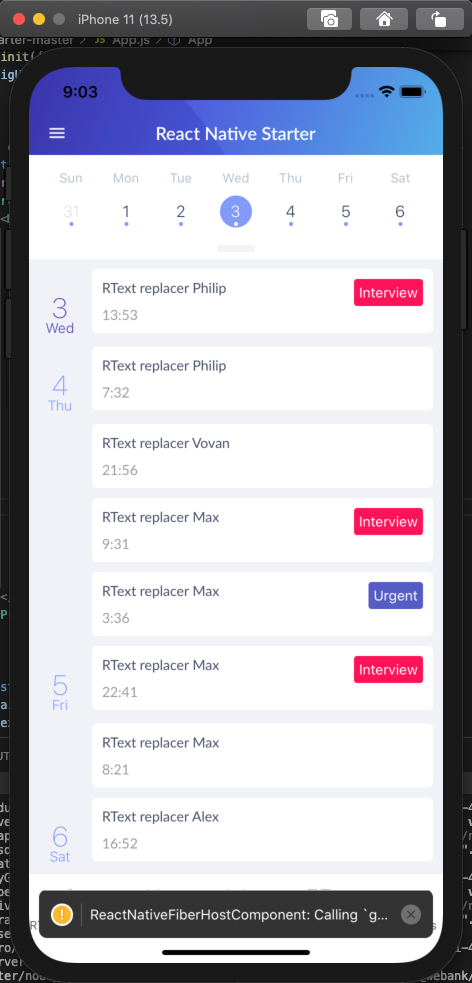 iPhone 11 (13.5)
App.js
App
9:03
React Native Starter
Sun Mon Tue Wed Thu Fri Sat
31 1 2 3 4 5 6
3
Wed
RText replacer Philip
Interview
13:53
4
Thu
RText replacer Philip
7:32
RText replacer Vovan
21:56
RText replacer Max
Interview
9:31
RText replacer Max
Urgent
3:36
5
Fri
RText replacer Max
Interview
22:41
RText replacer Max
8:21
6
Sat
RText replacer Alex
16:52
ReactNativeFiberHostComponent: Calling `g...